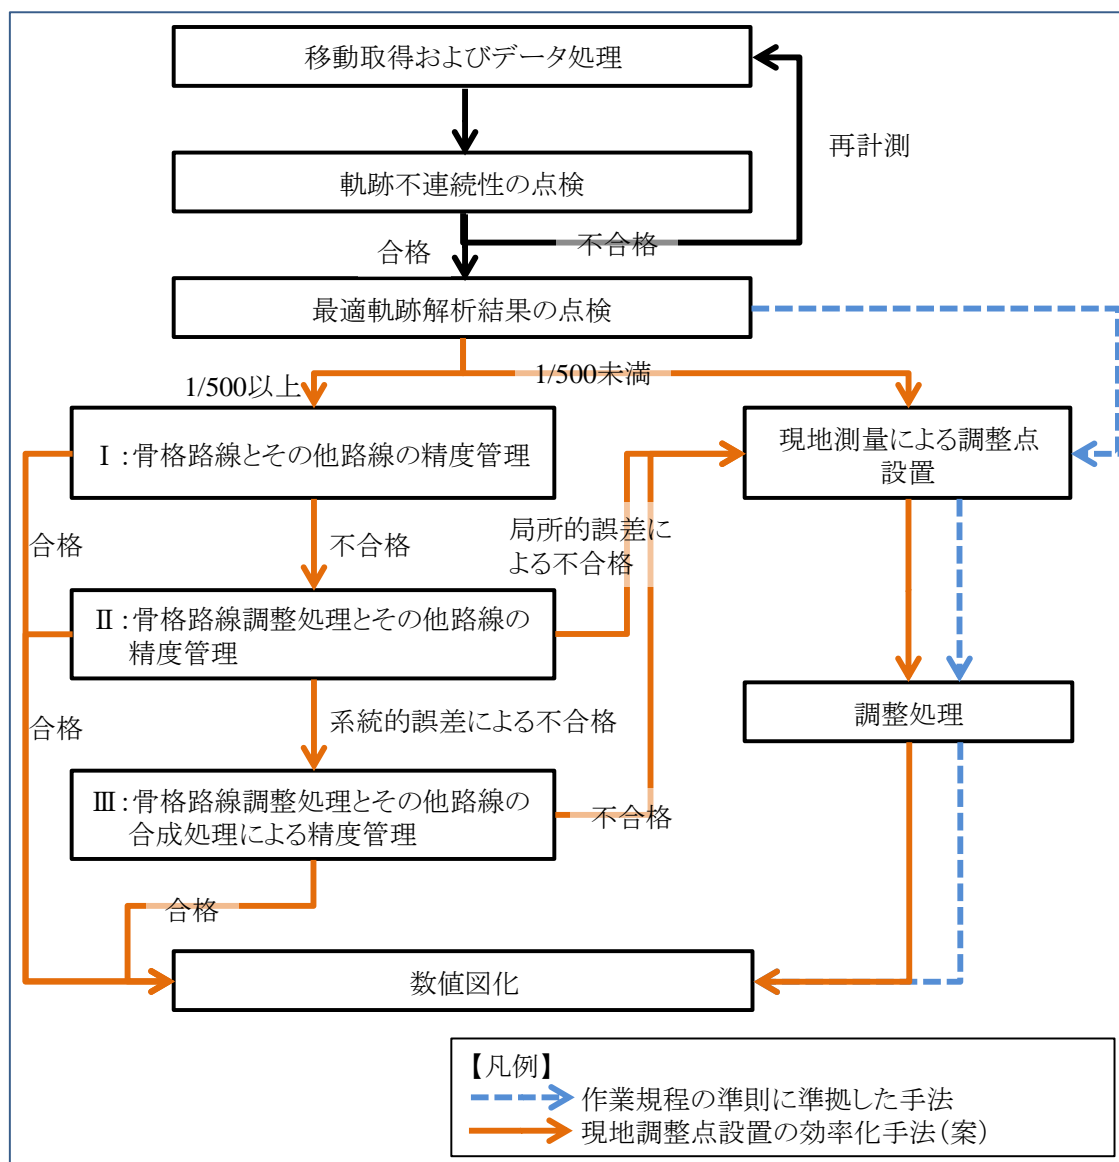 移動取得およびデータ処理
再計測
軌跡不連続性の点検
合格
不合格
最適軌跡解析結果の点検
1/500以上
1/500未満
Ⅰ:骨格路線とその他路線の精度管理
現地測量による調整点
設置
合格
不合格
局所的誤差に
よる不合格
Ⅱ:骨格路線調整処理とその他路線の
精度管理
合格
系統的誤差による不合格
調整処理
Ⅲ:骨格路線調整処理とその他路線の
合成処理による精度管理
不合格
合格
数値図化
【凡例】
作業規程の準則に準拠した手法
現地調整点設置の効率化手法(案)